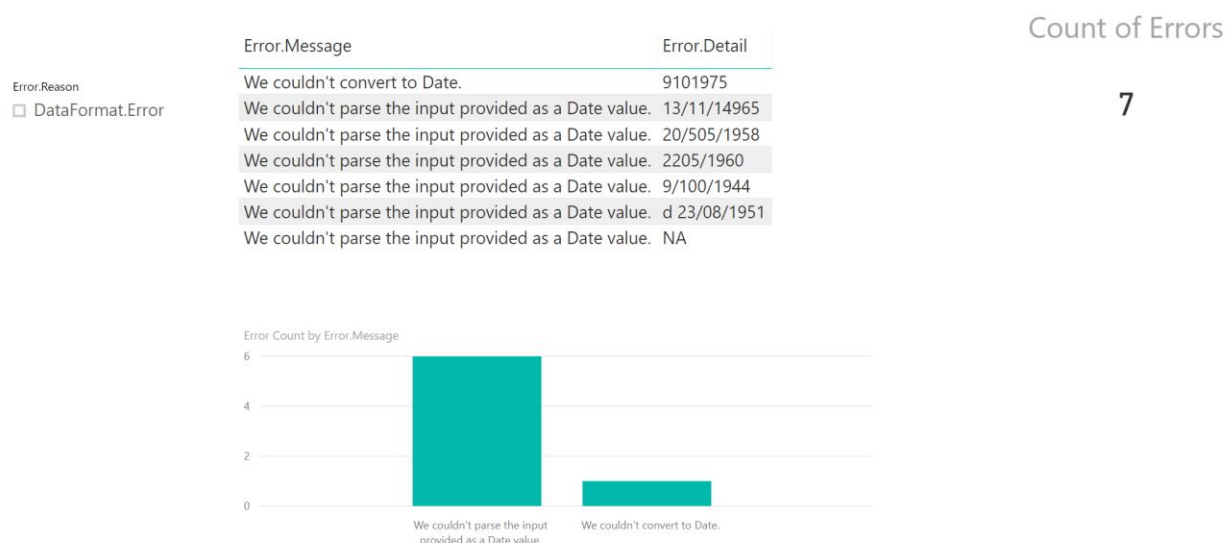 Count of Errors
7
Error.Reason
DataFormat.Error
Error.Message Error.Detail
We couldn't convert to Date. 9101975
We couldn't parse the input provided as a Date value. 13/11/14965
We couldn't parse the input provided as a Date value. 20/505/1958
We couldn't parse the input provided as a Date value. 2205/1960
We couldn't parse the input provided as a Date value. 9/100/1944
We couldn't parse the input provided as a Date value. d 23/08/1951
We couldn't parse the input provided as a Date value. NA
Error Count by Error.Message
6
4
2
0
We couldn't parse the input
provided as a Date value.
We couldn't convert to Date.